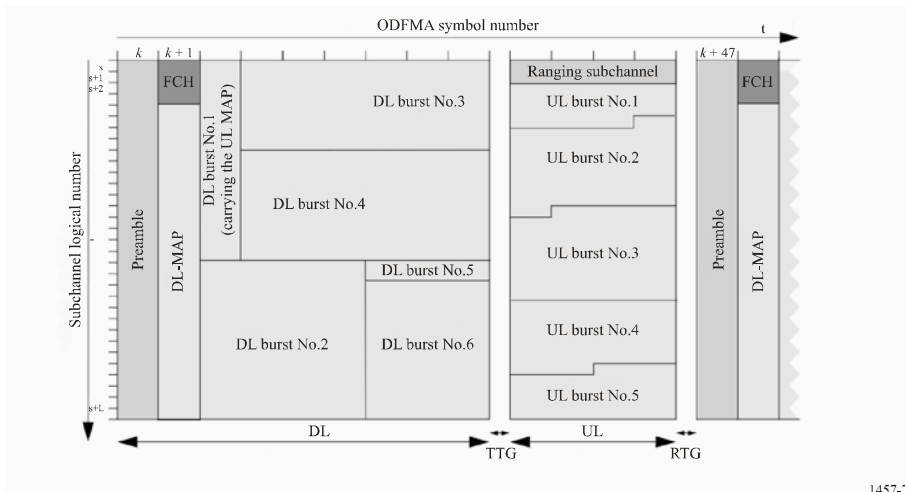 ODFMA symbol number
t
k
k + 1
k + 47
s
s+1
s+2
s+L
Subchannel logical number
Preamble
FCH
DL-MAP
DL burst No.1
(carrying the UL MAP)
DL burst No.3
DL burst No.4
DL burst No.5
DL burst No.2
DL burst No.6
Ranging subchannel
UL burst No.1
UL burst No.2
UL burst No.3
UL burst No.4
UL burst No.5
Preamble
FCH
DL-MAP
DL
TTG
UL
RTG